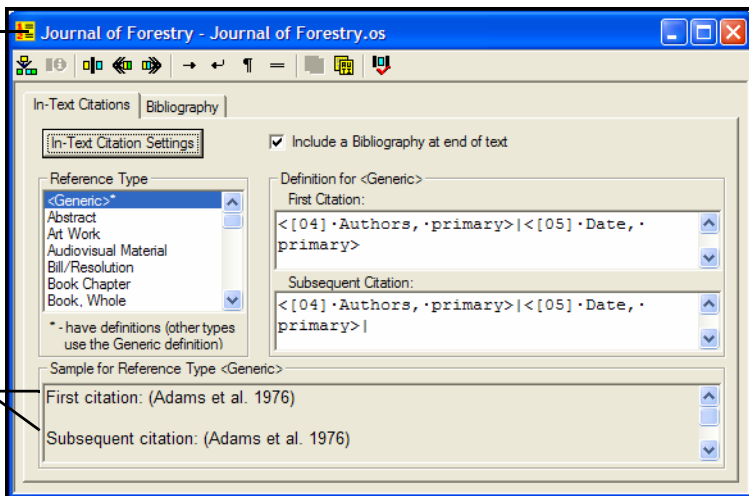 Journal of Forestry - Journal of Forestry.os
In-Text Citations
Bibliography
In-Text Citation Settings
Include a Bibliography at end of text
Reference Type
<Generic>*
Abstract
Art Work
Audiovisual Material
Bill/Resolution
Book Chapter
Book, Whole
* - have definitions (other types
use the Generic definition)
Definition for <Generic>
First Citation:
<[04]·Authors,·primary>|<[05]·Date,·
primary>
Subsequent Citation:
<[04]·Authors,·primary>|<[05]·Date,·
primary>|
Sample for Reference Type <Generic>
First citation: (Adams et al. 1976)
Subsequent citation: (Adams et al. 1976)